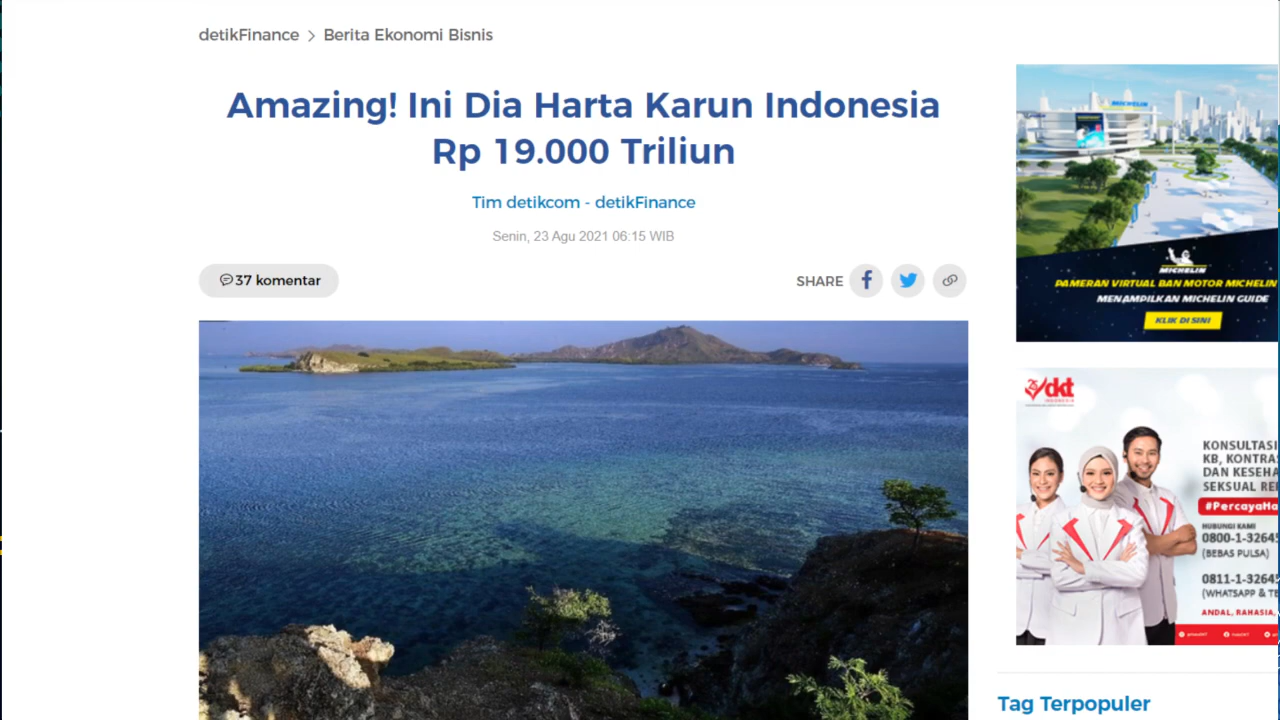 detikFinance > Berita Ekonomi Bisnis
Amazing! Ini Dia Harta Karun Indonesia
Rp 19.000 Triliun
Tim detikcom - detikFinance
Senin, 23 Agu 2021 06:15 WIB
37 komentar
SHARE
MICHELIN
MICHELIN
PAMERAN VIRTUAL BAN MOTOR MICHELIN
MENAMPILKAN MICHELIN GUIDE
KLIK DI SINI
dkt
INDONESIA
KONSULTASI
KB, KONTRA
DAN KESEHA
SEKSUAL RE
#PercayaHa
HUBUNGI KAMI
0800-1-3264
(BEBAS PULSA)
0811-1-3264
(WHATSAPP & TE
ANDAL, RAHASIA,
Tag Terpopuler